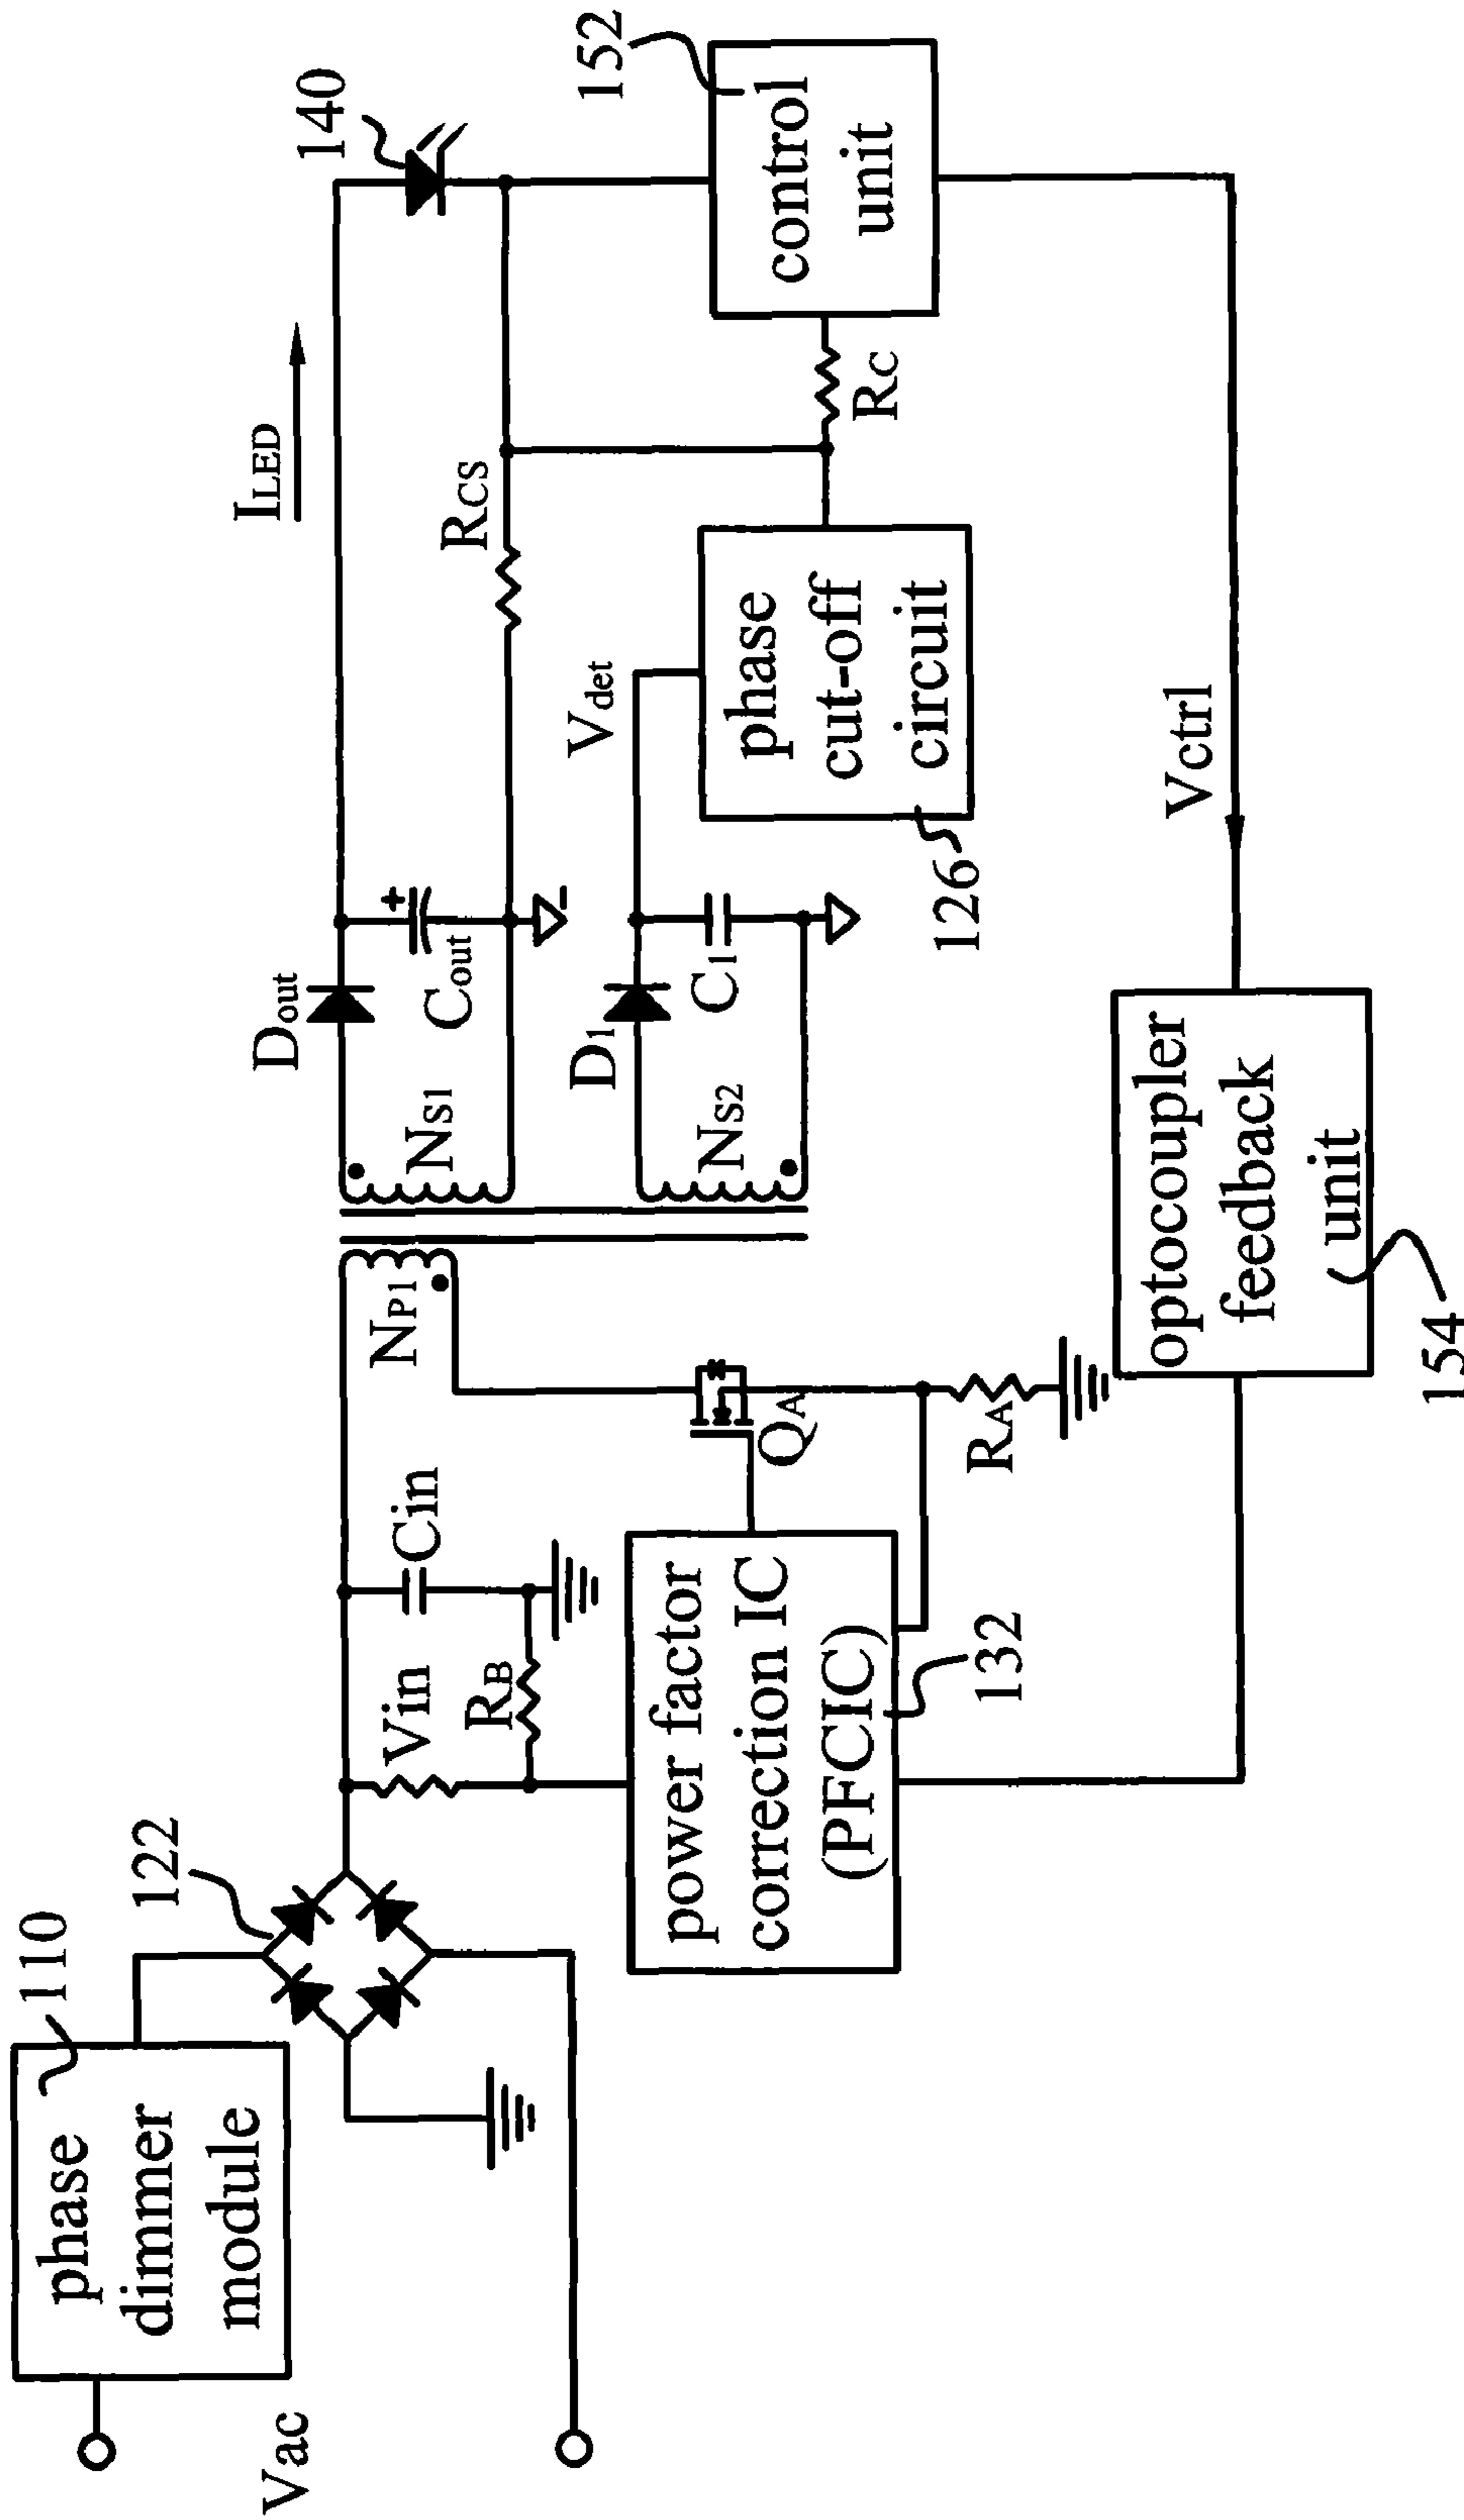 110
phase
dimmer
module
Vac
122
Vin
RB
Cin
NP1
power factor
correction IC
(PFCIC)
132
QA
RA
Dout
NS1
Cout
D1
NS2
C1
ILED
RCS
Vdet
phase
cut-off
circuit
126
140
152
control
unit
RC
Vctrl
optocoupler
feedback
unit
154